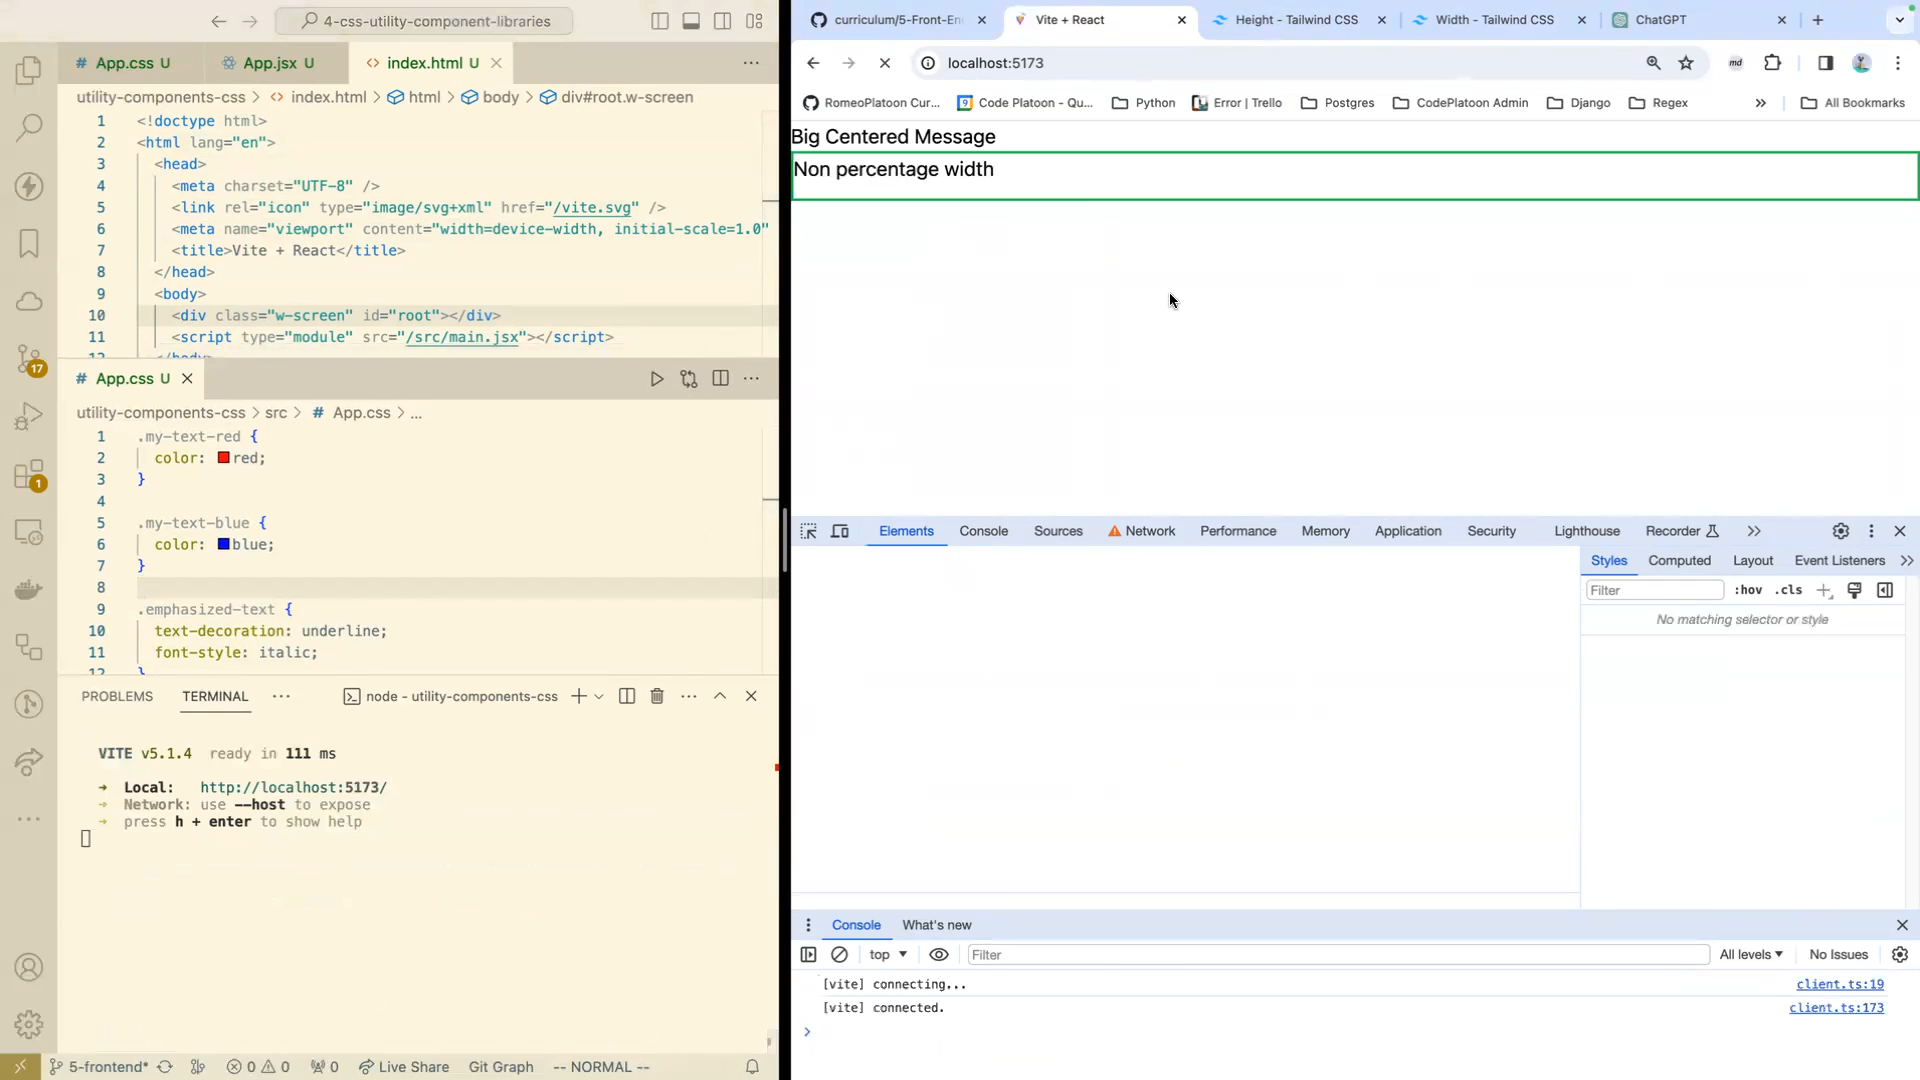 4-css-utility-component-libraries
App.css U
App.jsx U
index.html U
utility-components-css > index.html > html > body > div#root.w-screen
1 <!doctype html>
2 <html lang="en">
3 <head>
4 <meta charset="UTF-8" />
5 <link rel="icon" type="image/svg+xml" href="/vite.svg" />
6 <meta name="viewport" content="width=device-width, initial-scale=1.0"
7 <title>Vite + React</title>
8 </head>
9 <body>
10 <div class="w-screen" id="root"></div>
11 <script type="module" src="/src/main.jsx"></script>
12 </body>
17
1
# App.css U
utility-components-css > src > # App.css > ...
1 .my-text-red {
2 color: red;
3 }
4
5 .my-text-blue {
6 color: blue;
7 }
8
9 .emphasized-text {
10 text-decoration: underline;
11 font-style: italic;
12 }
PROBLEMS TERMINAL ··· node - utility-components-css
VITE v5.1.4 ready in 111 ms
➜ Local: http://localhost:5173/
➜ Network: use --host to expose
➜ press h + enter to show help
5-frontend* 0 0 0 Live Share Git Graph -- NORMAL --
curriculum/5-Front-En
Vite + React
Height - Tailwind CSS
Width - Tailwind CSS
ChatGPT
localhost:5173
md
RomeoPlatoon Cur...
Code Platoon - Qu...
Python
Error | Trello
Postgres
CodePlatoon Admin
Django
Regex
»
All Bookmarks
Big Centered Message
Non percentage width
Elements Console Sources Network Performance Memory Application Security Lighthouse Recorder »
Styles Computed Layout Event Listeners »
Filter :hov .cls
No matching selector or style
Console What's new
top Filter All levels No Issues
[vite] connecting... client.ts:19
[vite] connected. client.ts:173
>